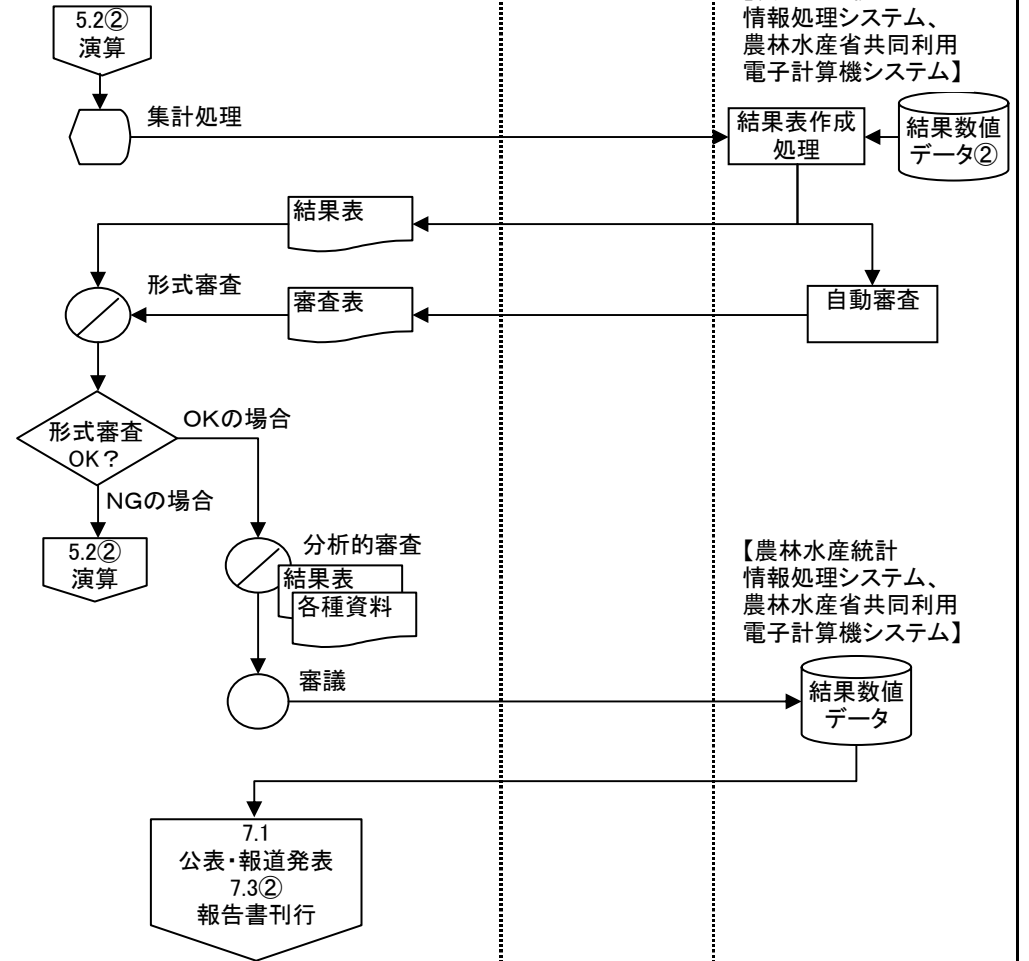 5.2②
演算
情報処理システム、
農林水産省共同利用
電子計算機システム】
集計処理
結果表作成
処理
結果数値
データ②
結果表
形式審査
審査表
自動審査
形式審査
OK？
OKの場合
NGの場合
5.2②
演算
分析的審査
結果表
各種資料
【農林水産統計
情報処理システム、
農林水産省共同利用
電子計算機システム】
審議
結果数値
データ
7.1
公表・報道発表
7.3②
報告書刊行